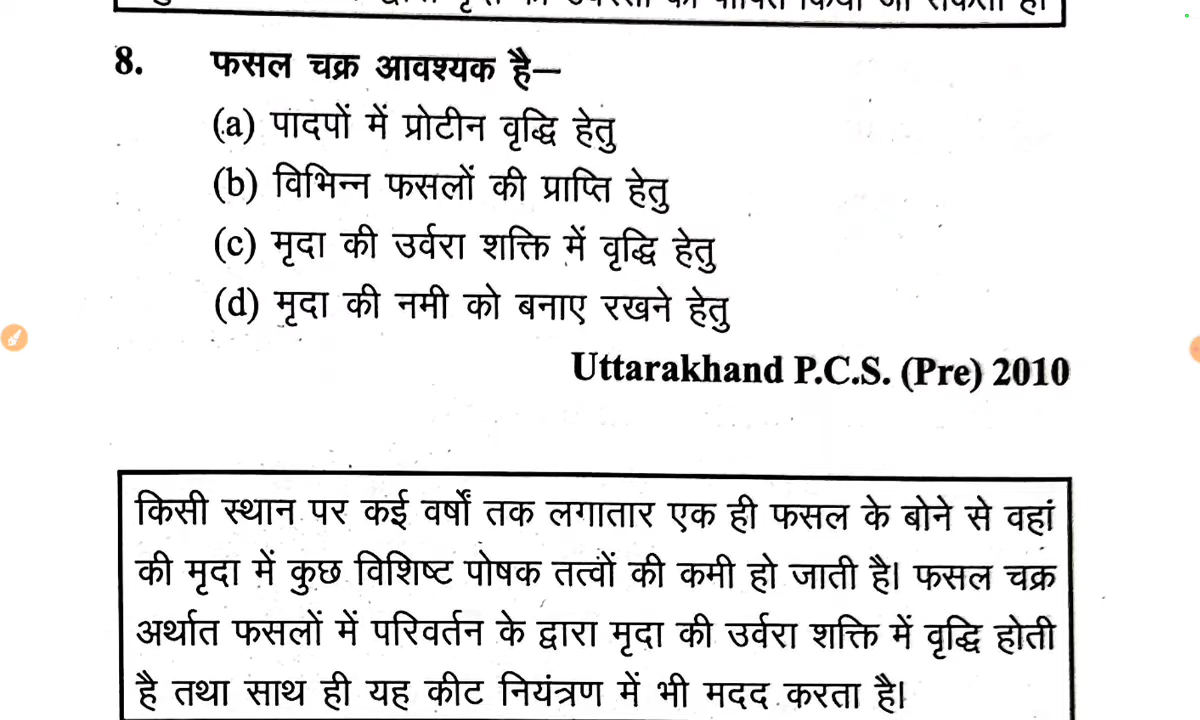 8. फसल चक्र आवश्यक है—
(a) पादपों में प्रोटीन वृद्धि हेतु
(b) विभिन्न फसलों की प्राप्ति हेतु
(c) मृदा की उर्वरा शक्ति में वृद्धि हेतु
(d) मृदा की नमी को बनाए रखने हेतु
Uttarakhand P.C.S. (Pre) 2010
किसी स्थान पर कई वर्षों तक लगातार एक ही फसल के बोने से वहां
की मृदा में कुछ विशिष्ट पोषक तत्वों की कमी हो जाती है। फसल चक्र
अर्थात फसलों में परिवर्तन के द्वारा मृदा की उर्वरा शक्ति में वृद्धि होती
है तथा साथ ही यह कीट नियंत्रण में भी मदद करता है।